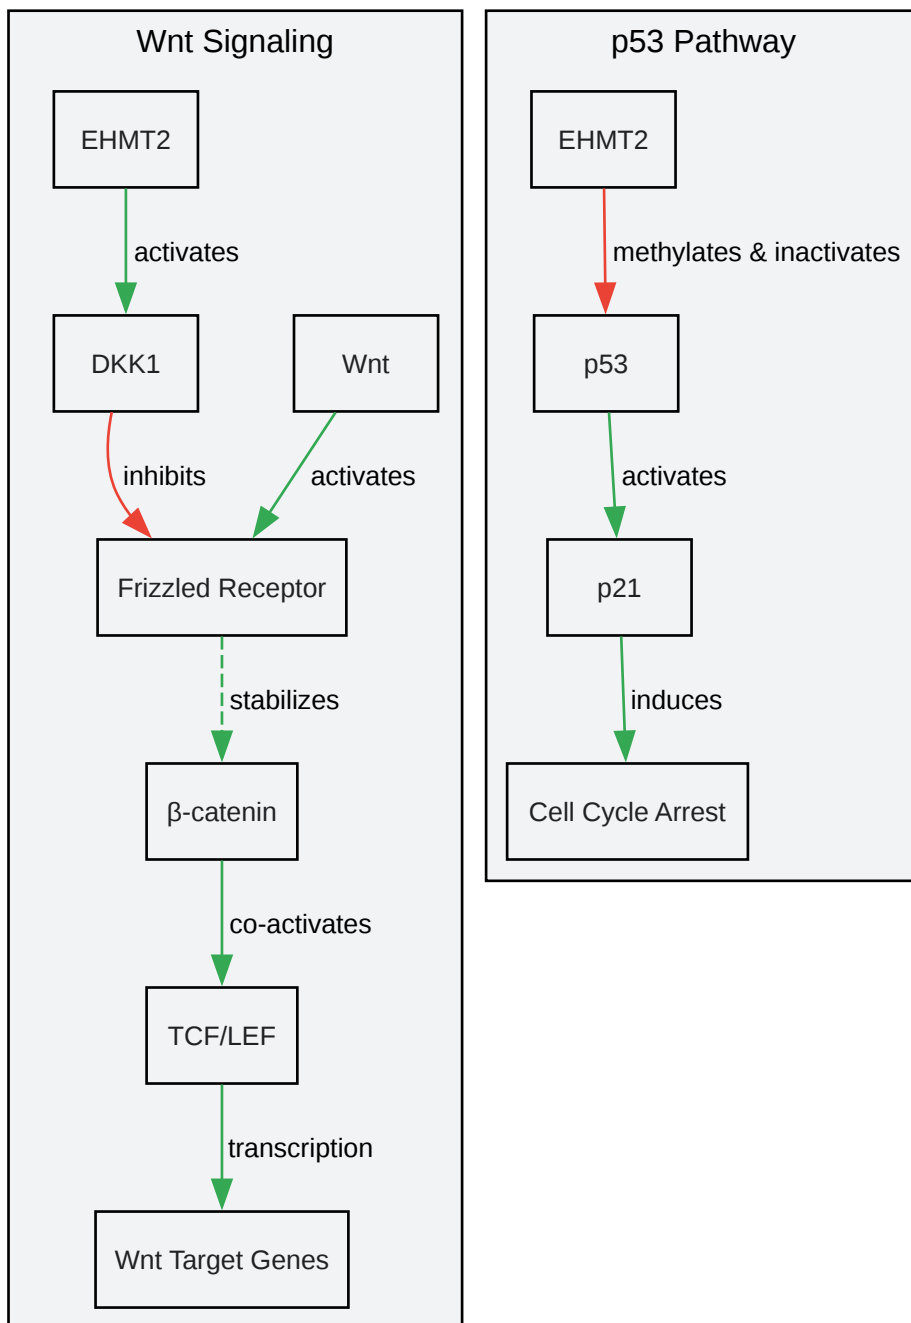 Wnt Signaling
EHMT2
activates
DKK1
Wnt
inhibits
activates
Frizzled Receptor
stabilizes
β-catenin
co-activates
TCF/LEF
transcription
Wnt Target Genes
p53 Pathway
EHMT2
methylates & inactivates
p53
activates
p21
induces
Cell Cycle Arrest